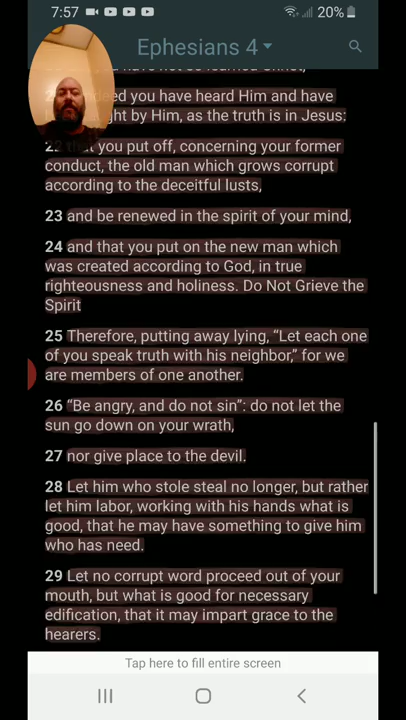 7:57
20%
Ephesians 4
have not so learned Christ,
indeed you have heard Him and have
by Him, as the truth is in Jesus:
22 that you put off, concerning your former
conduct, the old man which grows corrupt
according to the deceitful lusts,
23 and be renewed in the spirit of your mind,
24 and that you put on the new man which
was created according to God, in true
righteousness and holiness. Do Not Grieve the
Spirit
25 Therefore, putting away lying, “Let each one
of you speak truth with his neighbor,” for we
are members of one another.
26 “Be angry, and do not sin”: do not let the
sun go down on your wrath,
27 nor give place to the devil.
28 Let him who stole steal no longer, but rather
let him labor, working with his hands what is
good, that he may have something to give him
who has need.
29 Let no corrupt word proceed out of your
mouth, but what is good for necessary
edification, that it may impart grace to the
hearers.
Tap here to fill entire screen